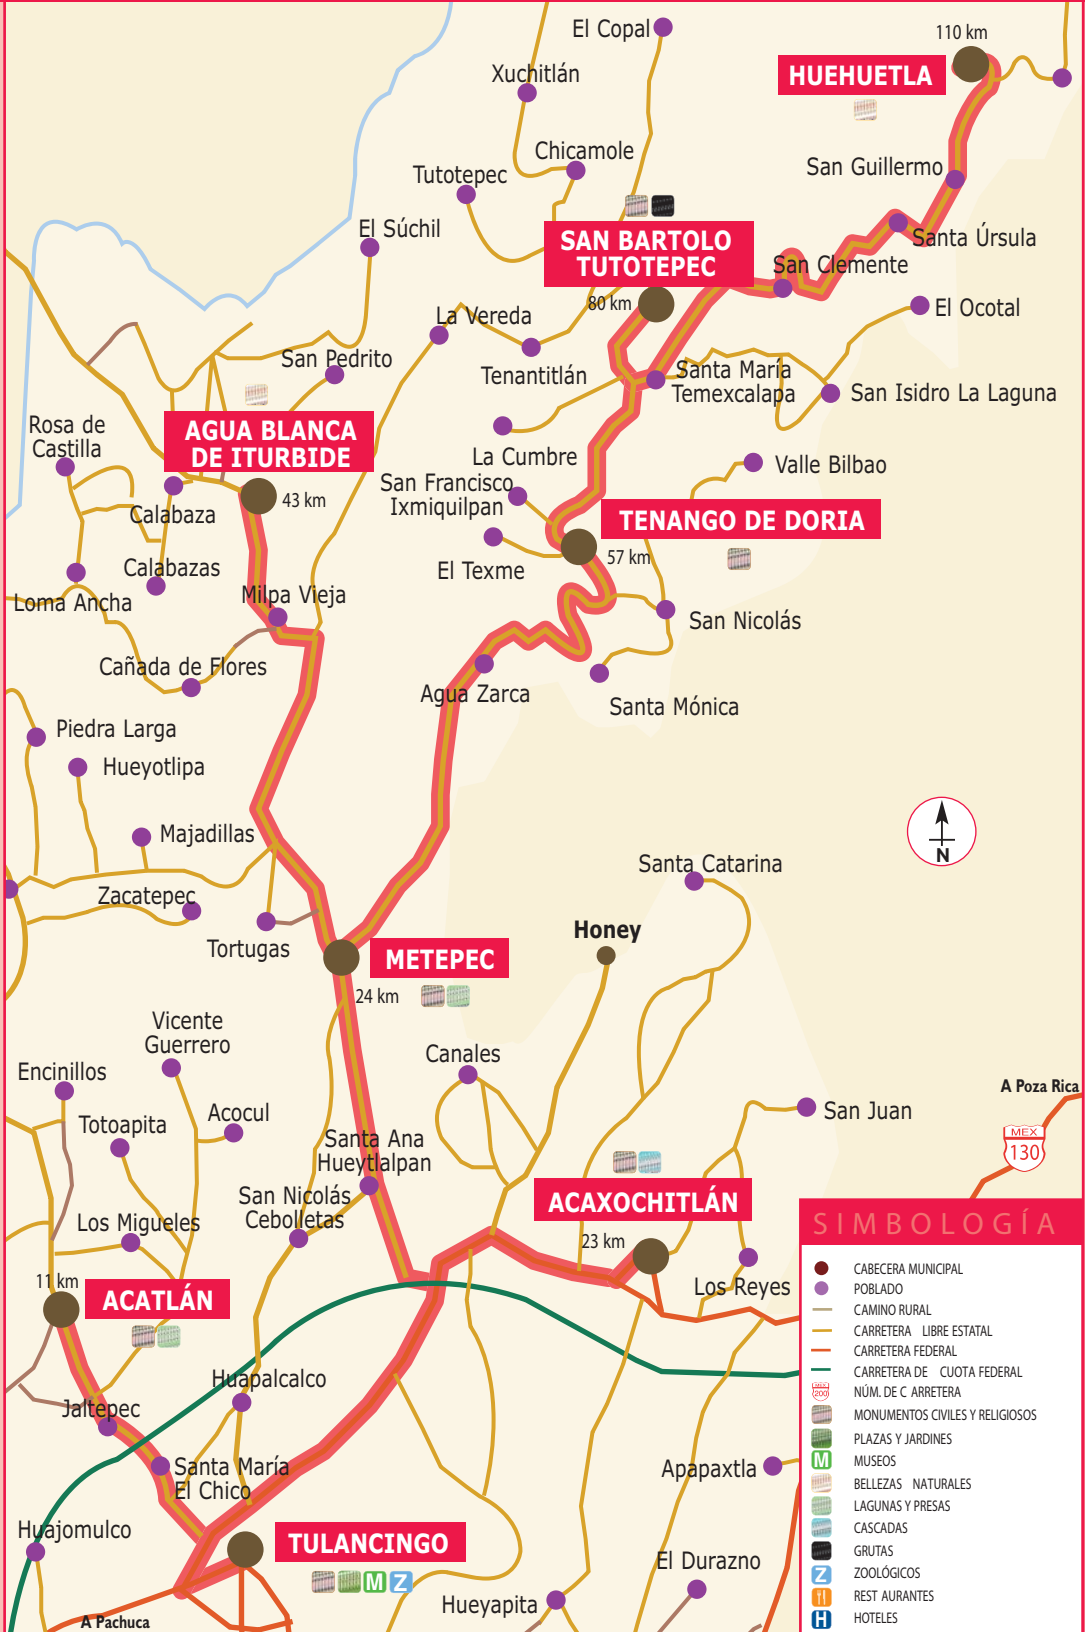 El Copal
110 km
Xuchitlán
HUEHUETLA
Chicamole
San Guillermo
Tutotepec
El Súchil
SAN BARTOLO
TUTOTEPEC
Santa Úrsula
San Clemente
80 km
El Ocotal
La Vereda
San Pedrito
Tenantitlán
Santa María
Temexcalapa
San Isidro La Laguna
Rosa de
Castilla
AGUA BLANCA
DE ITURBIDE
La Cumbre
Valle Bilbao
San Francisco
Ixmiquilpan
43 km
Calabaza
TENANGO DE DORIA
57 km
El Texme
Calabazas
Loma Ancha
Milpa Vieja
San Nicolás
Cañada de Flores
Agua Zarca
Santa Mónica
Piedra Larga
Hueyotlipa
Majadillas
N
Santa Catarina
Zacatepec
Honey
Tortugas
METEPEC
24 km
Vicente
Guerrero
Canales
Encinillos
A Poza Rica
Totoapita
Acocul
San Juan
MEX
130
Santa Ana
Hueytlalpan
San Nicolás
Cebolletas
ACAXOCHITLÁN
Los Migueles
23 km
11 km
ACATLÁN
Los Reyes
Huapalcalco
Jaltepec
Santa María
El Chico
Apapaxtla
Huajomulco
TULANCINGO
M
Z
El Durazno
Hueyapita
A Pachuca
SIMBOLOGÍA
CABECERA MUNICIPAL
POBLADO
CAMINO RURAL
CARRETERA LIBRE ESTATAL
CARRETERA FEDERAL
CARRETERA DE CUOTA FEDERAL
MEX
200
NÚM. DE C ARRETERA
MONUMENTOS CIVILES Y RELIGIOSOS
PLAZAS Y JARDINES
M MUSEOS
BELLEZAS NATURALES
LAGUNAS Y PRESAS
CASCADAS
GRUTAS
Z ZOOLÓGICOS
REST AURANTES
H HOTELES